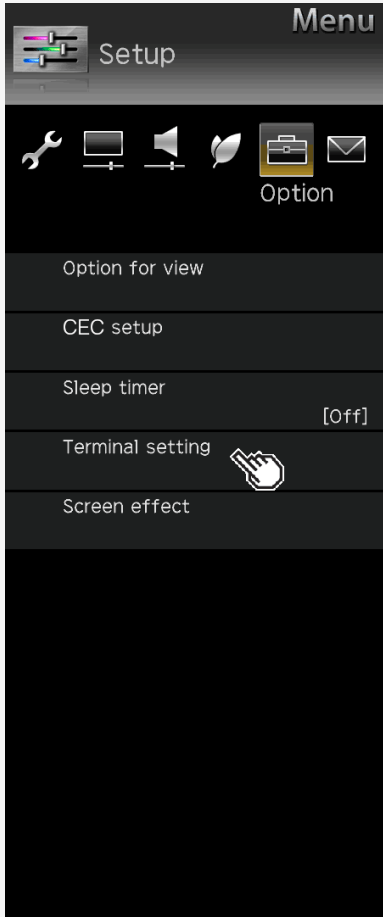 Menu
Setup
Option
Option for view
CEC setup
Sleep timer
[Off]
Terminal setting
Screen effect